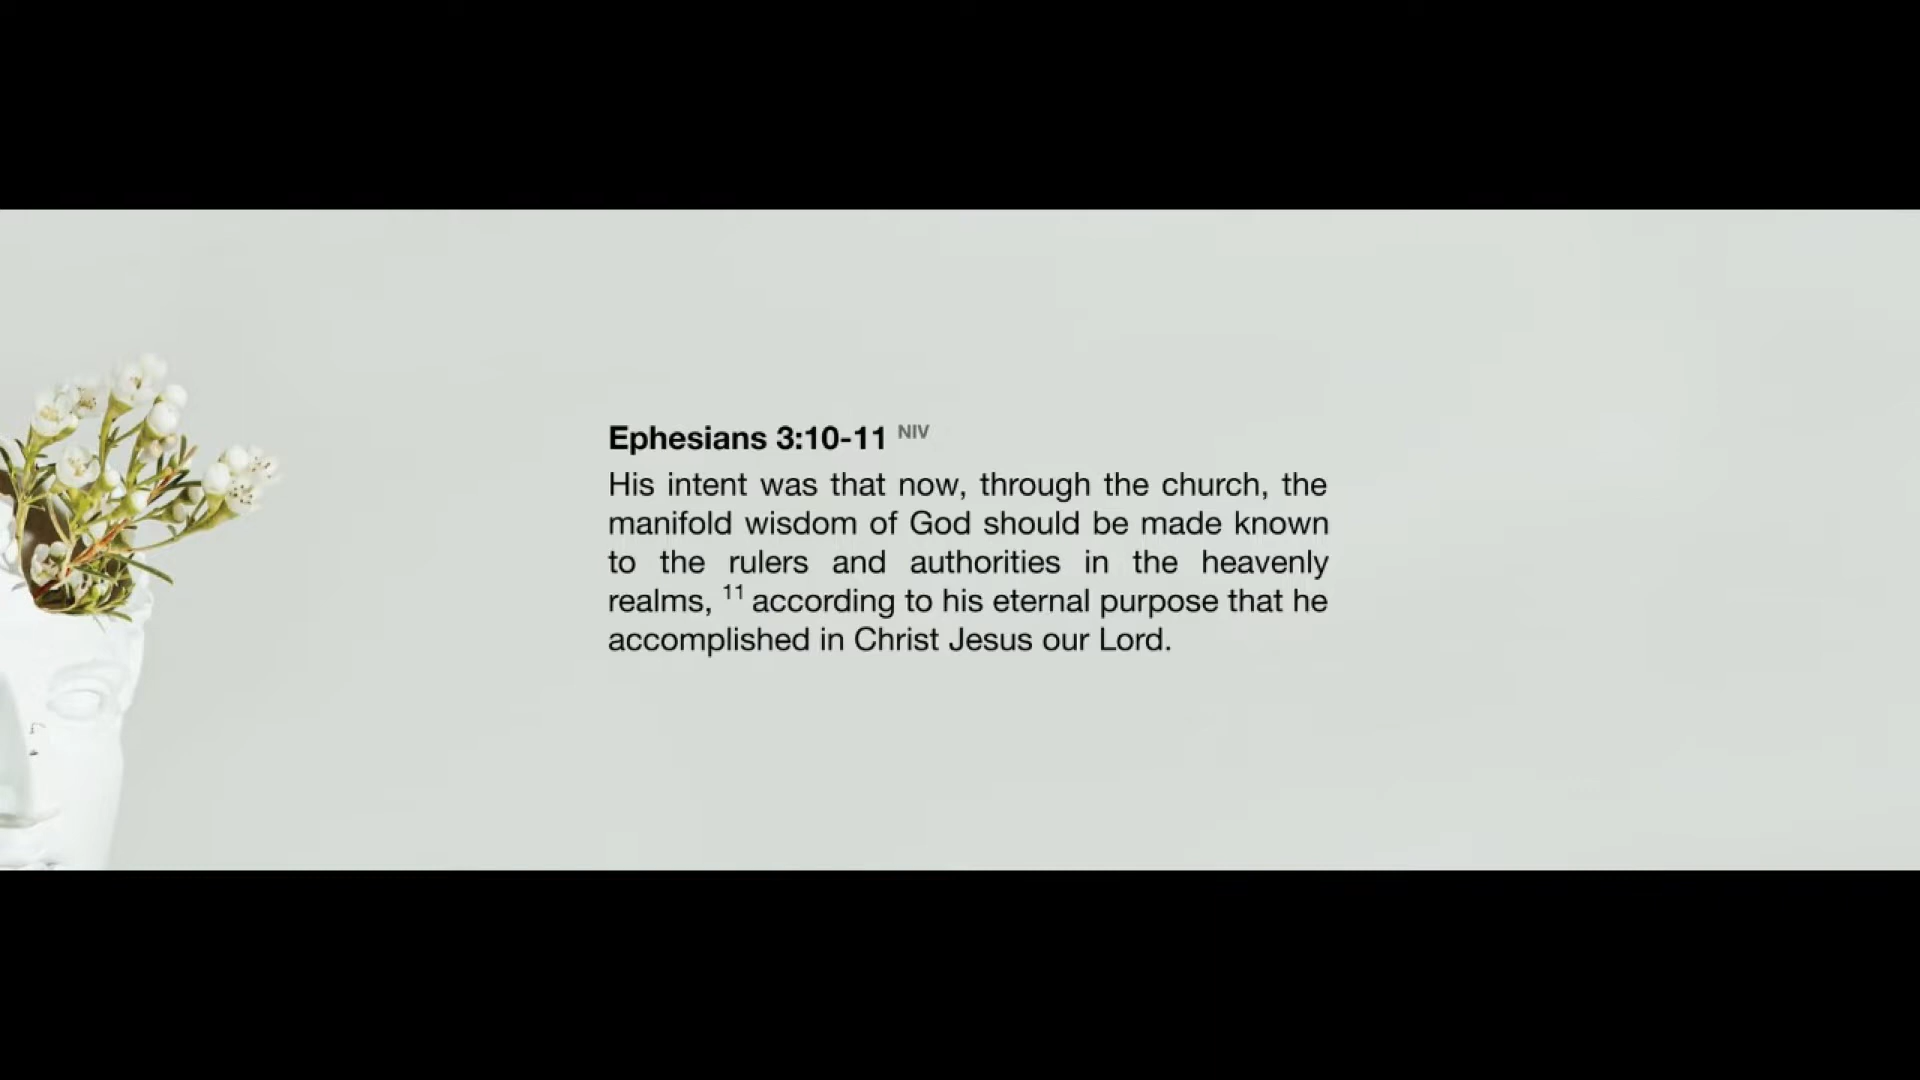 Ephesians 3:10-11 NIV
His intent was that now, through the church, the
manifold wisdom of God should be made known
to the rulers and authorities in the heavenly
realms, 11 according to his eternal purpose that he
accomplished in Christ Jesus our Lord.